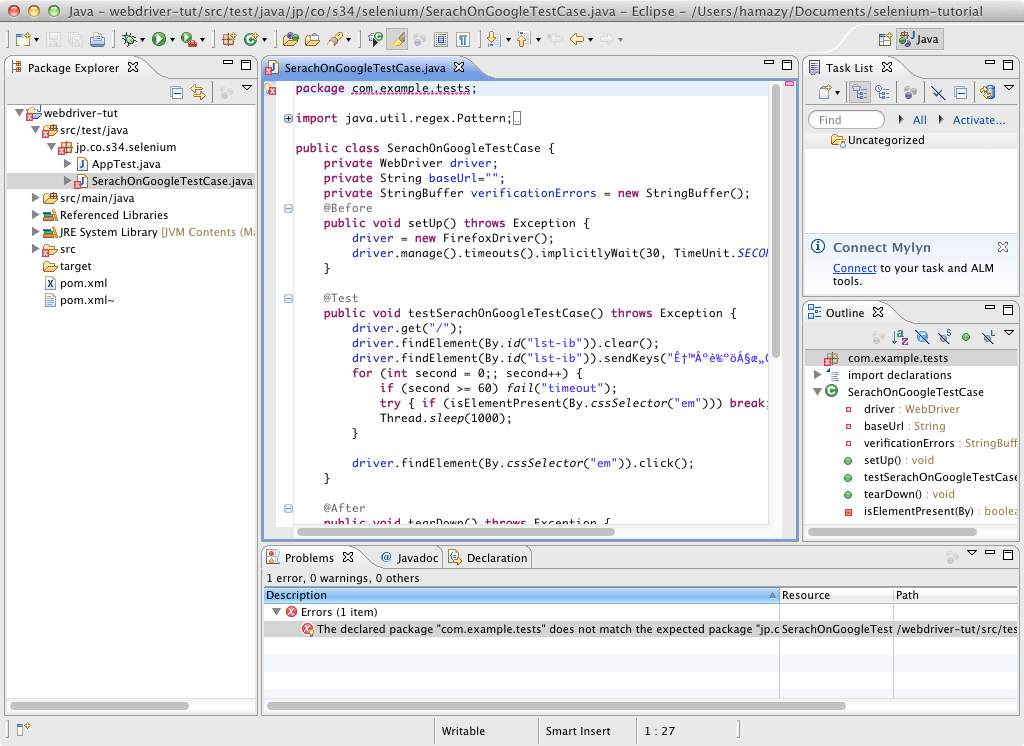 Java – webdriver-tut/src/test/java/jp/co/s34/selenium/SerachOnGoogleTestCase.java – Eclipse – /Users/hamazy/Documents/selenium-tutorial
Java
Package Explorer
webdriver-tut
src/test/java
jp.co.s34.selenium
AppTest.java
SerachOnGoogleTestCase.java
src/main/java
Referenced Libraries
JRE System Library [JVM Contents (Ma
src
target
pom.xml
pom.xml~
SerachOnGoogleTestCase.java
package com.example.tests;
import java.util.regex.Pattern;
public class SerachOnGoogleTestCase {
private WebDriver driver;
private String baseUrl="";
private StringBuffer verificationErrors = new StringBuffer();
@Before
public void setUp() throws Exception {
driver = new FirefoxDriver();
driver.manage().timeouts().implicitlyWait(30, TimeUnit.SECON
}
@Test
public void testSerachOnGoogleTestCase() throws Exception {
driver.get("/");
driver.findElement(By.id("lst-ib")).clear();
driver.findElement(By.id("lst-ib")).sendKeys("
for (int second = 0;; second++) {
if (second >= 60) fail("timeout");
try { if (isElementPresent(By.cssSelector("em"))) break;
Thread.sleep(1000);
}
driver.findElement(By.cssSelector("em")).click();
}
@After
public void tearDown() throws Exception {
Task List
Find
All
Activate...
Uncategorized
Connect Mylyn
Connect to your task and ALM
tools.
Outline
com.example.tests
import declarations
SerachOnGoogleTestCase
driver : WebDriver
baseUrl : String
verificationErrors : StringBuff
setUp() : void
testSerachOnGoogleTestCase
tearDown() : void
isElementPresent(By) : boolea
Problems
@ Javadoc
Declaration
1 error, 0 warnings, 0 others
Description Resource Path
Errors (1 item)
The declared package "com.example.tests" does not match the expected package "jp.c SerachOnGoogleTest /webdriver-tut/src/tes
Writable
Smart Insert
1 : 27